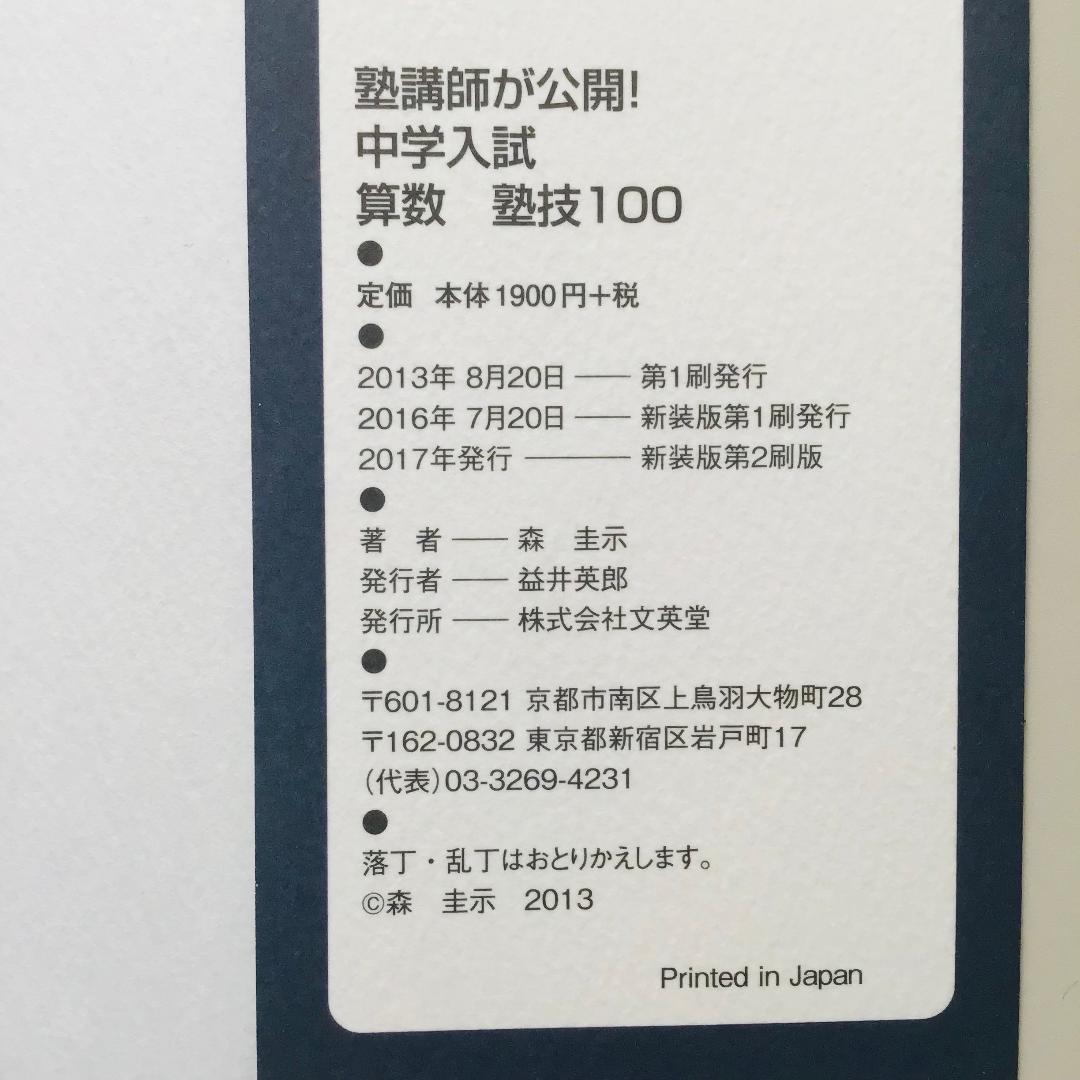 塾講師が公開!
中学入試
算数　塾技100
●
定価　本体1900円+税
●
2013年 8月20日 ―― 第1刷発行
2016年 7月20日 ―― 新装版第1刷発行
2017年発行 ―――― 新装版第2刷版
●
著　者 ―― 森　圭示
発行者 ―― 益井英郎
発行所 ―― 株式会社文英堂
●
〒601-8121 京都市南区上鳥羽大物町28
〒162-0832 東京都新宿区岩戸町17
(代表)03-3269-4231
●
落丁・乱丁はおとりかえします。
©森　圭示　2013
Printed in Japan